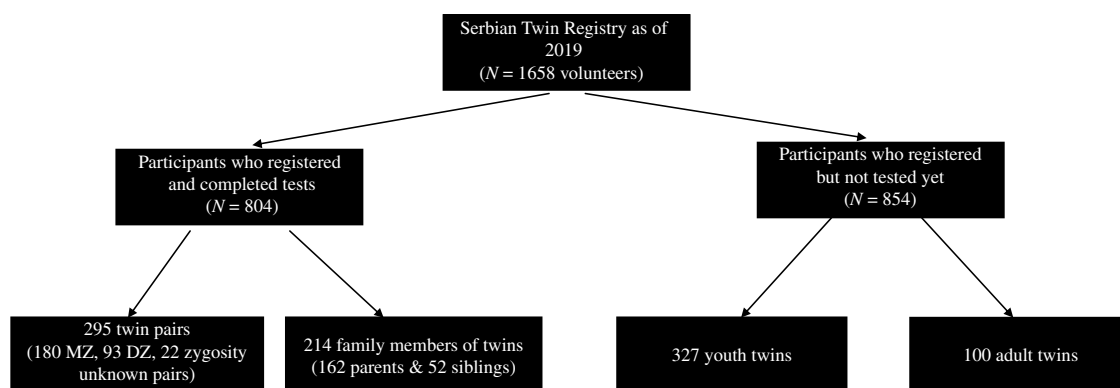 Serbian Twin Registry as of
2019
(N = 1658 volunteers)
Participants who registered
and completed tests
(N = 804)
Participants who registered
but not tested yet
(N = 854)
295 twin pairs
(180 MZ, 93 DZ, 22 zygosity
unknown pairs)
214 family members of twins
(162 parents & 52 siblings)
327 youth twins
100 adult twins